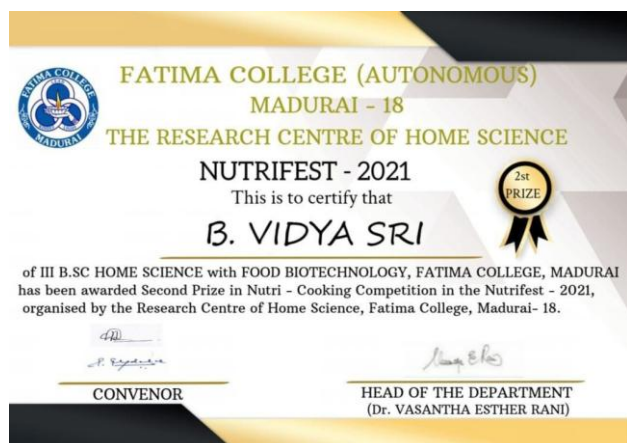 FATIMA COLLEGE
MADURAI
FATIMA COLLEGE (AUTONOMOUS)
MADURAI - 18
THE RESEARCH CENTRE OF HOME SCIENCE
NUTRIFEST - 2021
This is to certify that
2st
PRIZE
B. VIDYA SRI
of III B.SC HOME SCIENCE with FOOD BIOTECHNOLOGY, FATIMA COLLEGE, MADURAI
has been awarded Second Prize in Nutri - Cooking Competition in the Nutrifest - 2021,
organised by the Research Centre of Home Science, Fatima College, Madurai- 18.
CONVENOR
HEAD OF THE DEPARTMENT
(Dr. VASANTHA ESTHER RANI)